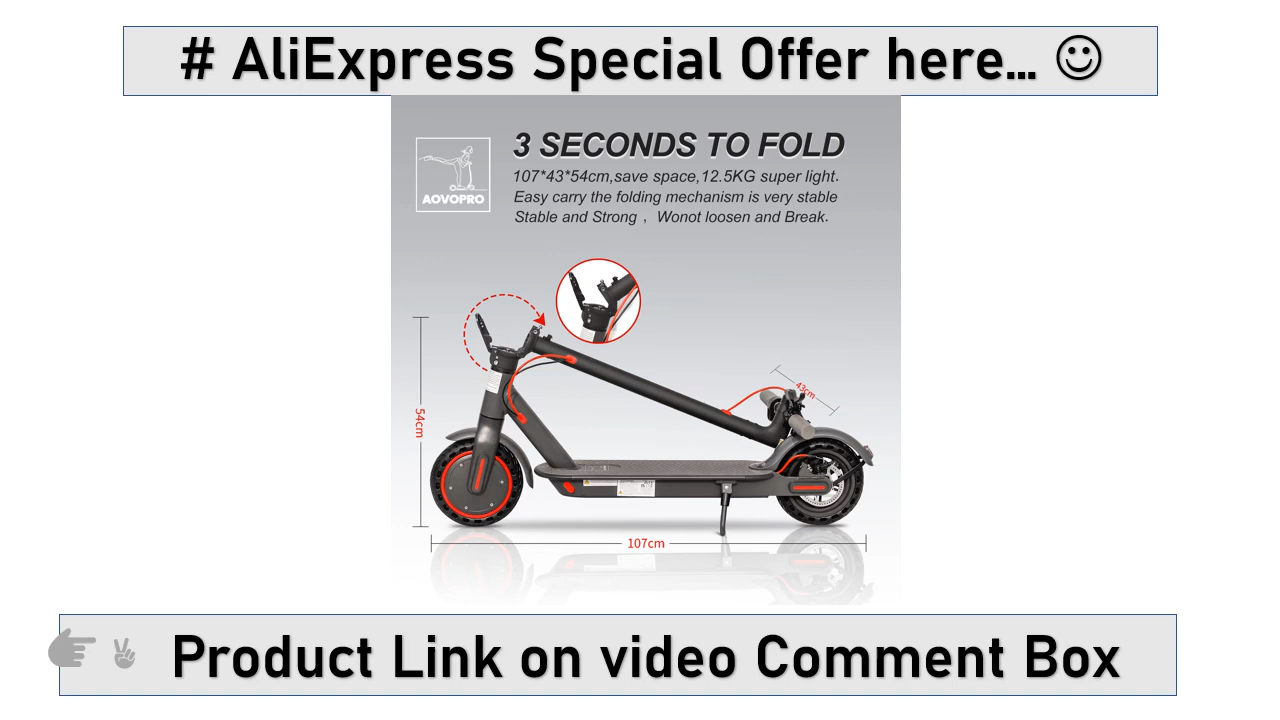 # AliExpress Special Offer here... ☺
AOVOPRO
3 SECONDS TO FOLD
107*43*54cm,save space,12.5KG super light.
Easy carry the folding mechanism is very stable
Stable and Strong , Wonot loosen and Break.
43cm
54cm
107cm
Product Link on video Comment Box